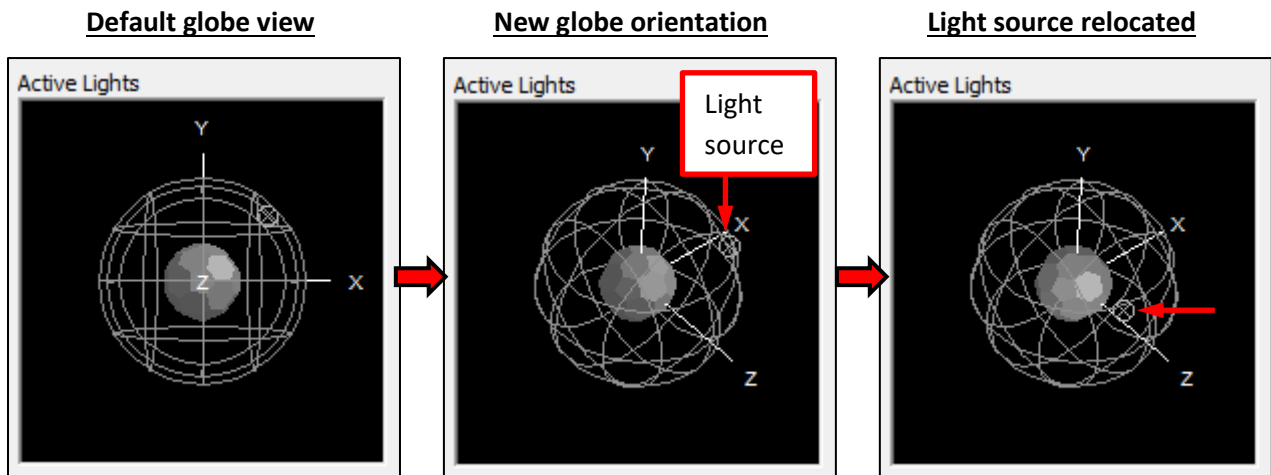 Default globe view
New globe orientation
Light source relocated
Active Lights
Y
Z
X
Active Lights
Light
source
Y
X
Z
Active Lights
Y
X
Z